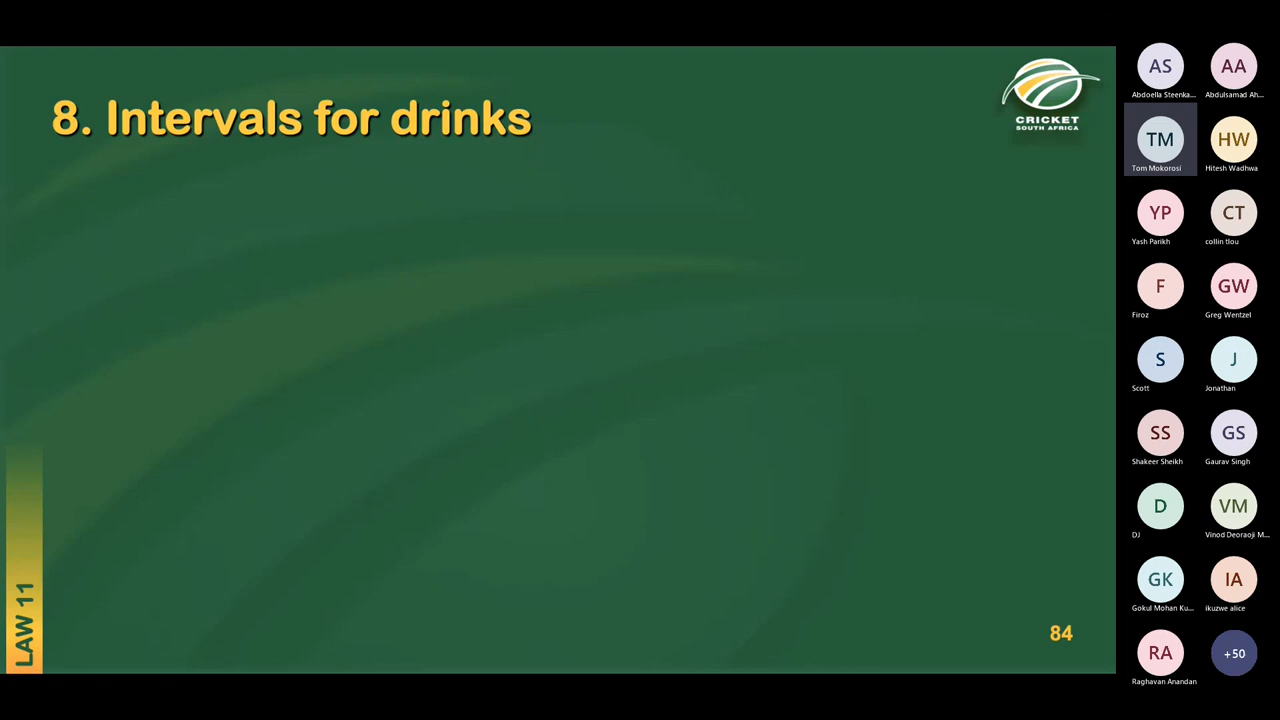 8. Intervals for drinks
CRICKET
SOUTH AFRICA
LAW 11
84
AS
Abdoella Steenka...
AA
Abdulsamad Ah...
TM
Tom Mokorosi
HW
Hitesh Wadhwa
YP
Yash Parikh
CT
collin tlou
F
Firoz
GW
Greg Wentzel
S
Scott
J
Jonathan
SS
Shakeer Sheikh
GS
Gaurav Singh
D
DJ
VM
Vinod Deoraoji M...
GK
Gokul Mohan Ku...
IA
ikuzwe alice
RA
Raghavan Anandan
+50